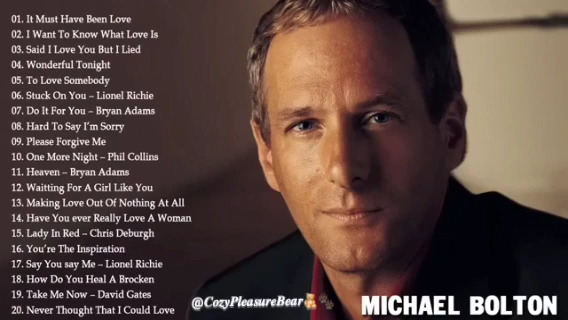 01. It Must Have Been Love
02. I Want To Know What Love Is
03. Said I Love You But I Lied
04. Wonderful Tonight
05. To Love Somebody
06. Stuck On You – Lionel Richie
07. Do It For You – Bryan Adams
08. Hard To Say I'm Sorry
09. Please Forgive Me
10. One More Night – Phil Collins
11. Heaven – Bryan Adams
12. Waitting For A Girl Like You
13. Making Love Out Of Nothing At All
14. Have You ever Really Love A Woman
15. Lady In Red – Chris Deburgh
16. You're The Inspiration
17. Say You say Me – Lionel Richie
18. How Do You Heal A Brocken
19. Take Me Now – David Gates
20. Never Thought That I Could Love
@CozyPleasureBear🧸🐾
MICHAEL BOLTON